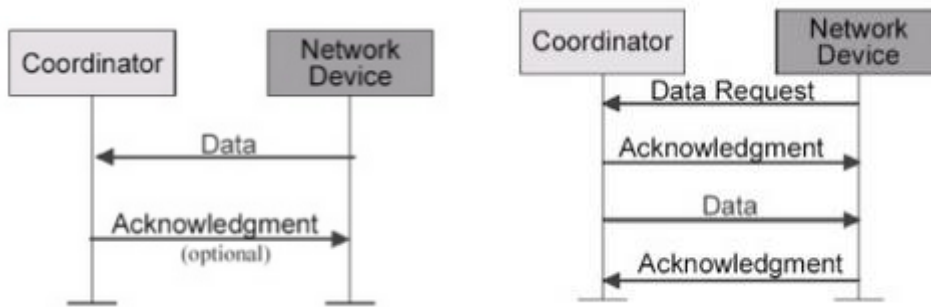 Coordinator
Network
Device
Data
Acknowledgment
(optional)
Coordinator
Network
Device
Data Request
Acknowledgment
Data
Acknowledgment